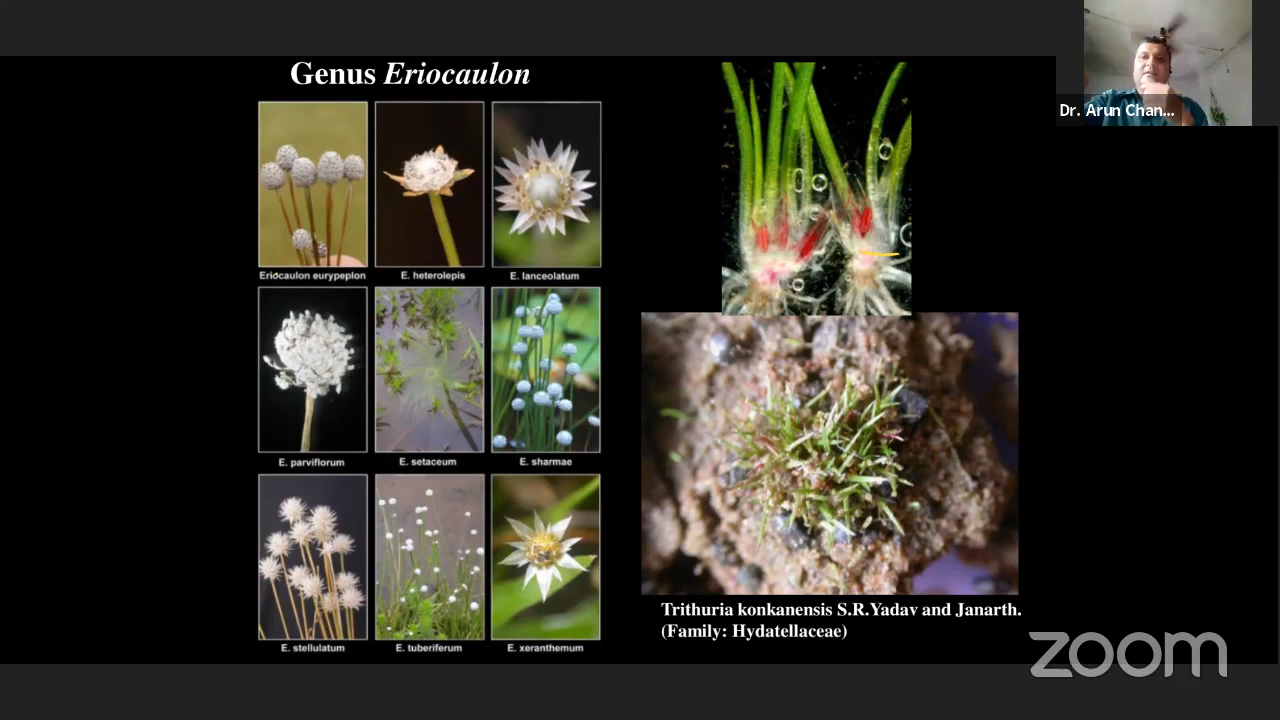 Genus Eriocaulon
Eriocaulon eurypeplon
E. heterolepis
E. lanceolatum
E. parviflorum
E. setaceum
E. sharmae
E. stellulatum
E. tuberiferum
E. xeranthemum
Trithuria konkanensis S.R.Yadav and Janarth.
(Family: Hydatellaceae)
Dr. Arun Chan...
zoom